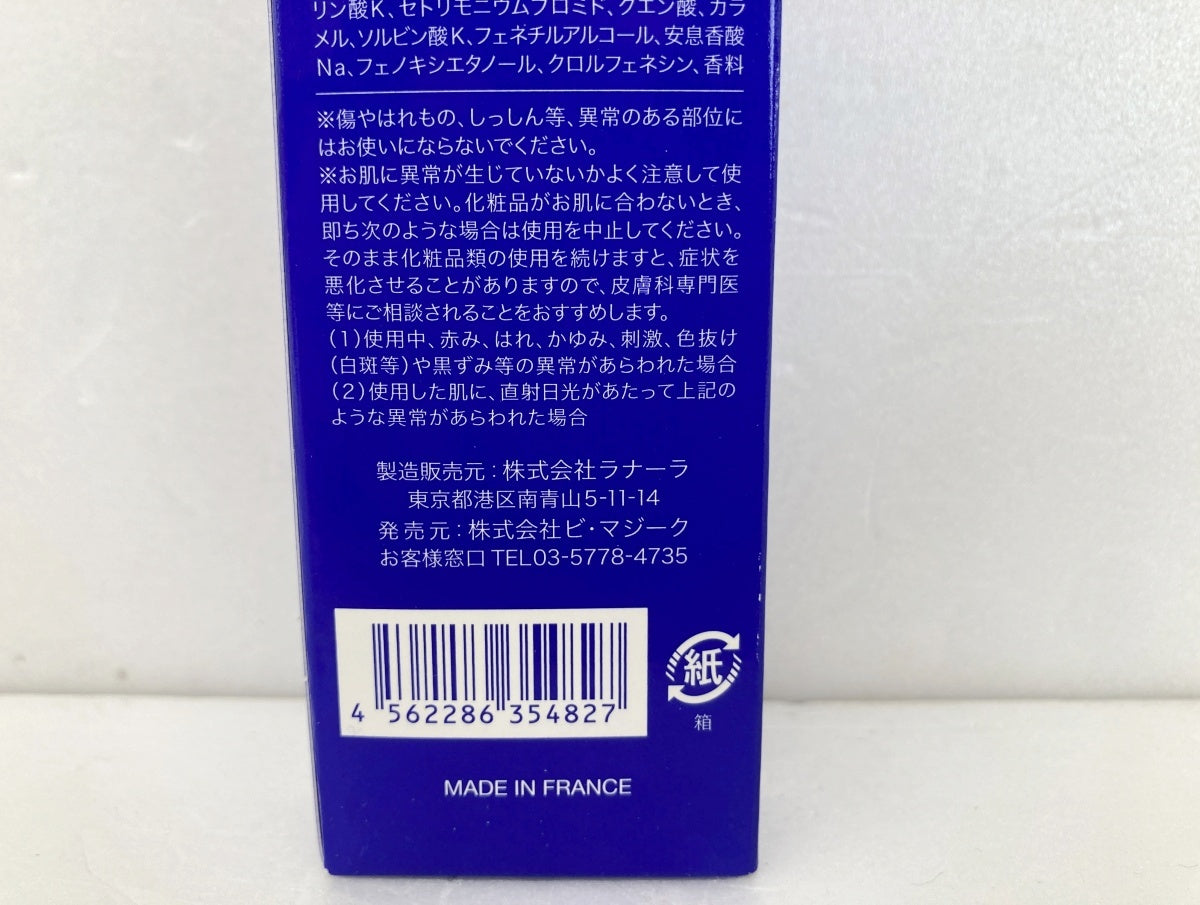 リン酸K、セトリモニウムブロミド、クエン酸、カラ
メル、ソルビン酸K、フェネチルアルコール、安息香酸
Na、フェノキシエタノール、クロルフェネシン、香料
※傷やはれもの、しっしん等、異常のある部位に
はお使いにならないでください。
※お肌に異常が生じていないかよく注意して使
用してください。化粧品がお肌に合わないとき、
即ち次のような場合は使用を中止してください。
そのまま化粧品類の使用を続けますと、症状を
悪化させることがありますので、皮膚科専門医
等にご相談されることをおすすめします。
(1)使用中、赤み、はれ、かゆみ、刺激、色抜け
(白斑等)や黒ずみ等の異常があらわれた場合
(2)使用した肌に、直射日光があたって上記の
ような異常があらわれた場合
製造販売元:株式会社ラナーラ
東京都港区南青山5-11-14
発売元:株式会社ビ・マジーク
お客様窓口 TEL03-5778-4735
4 562286 354827
紙
箱
MADE IN FRANCE